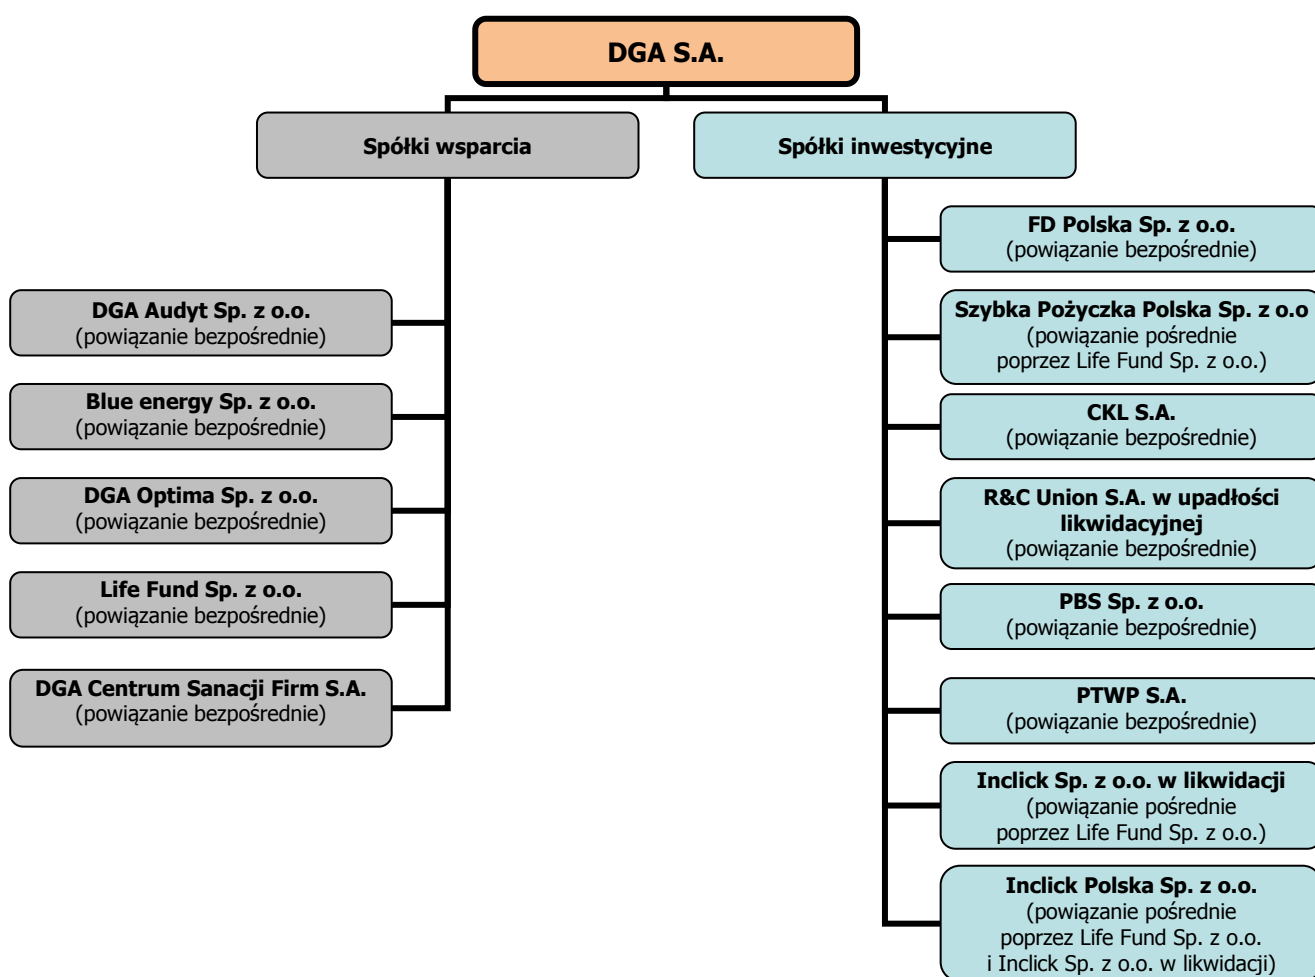 DGA S.A.
Spółki wsparcia
Spółki inwestycyjne
DGA Audyt Sp. z o.o.
(powiązanie bezpośrednie)
Blue energy Sp. z o.o.
(powiązanie bezpośrednie)
DGA Optima Sp. z o.o.
(powiązanie bezpośrednie)
Life Fund Sp. z o.o.
(powiązanie bezpośrednie)
DGA Centrum Sanacji Firm S.A.
(powiązanie bezpośrednie)
FD Polska Sp. z o.o.
(powiązanie bezpośrednie)
Szybka Pożyczka Polska Sp. z o.o
(powiązanie pośrednie
poprzez Life Fund Sp. z o.o.)
CKL S.A.
(powiązanie bezpośrednie)
R&C Union S.A. w upadłości
likwidacyjnej
(powiązanie bezpośrednie)
PBS Sp. z o.o.
(powiązanie bezpośrednie)
PTWP S.A.
(powiązanie bezpośrednie)
Inclick Sp. z o.o. w likwidacji
(powiązanie pośrednie
poprzez Life Fund Sp. z o.o.)
Inclick Polska Sp. z o.o.
(powiązanie pośrednie
poprzez Life Fund Sp. z o.o.
i Inclick Sp. z o.o. w likwidacji)